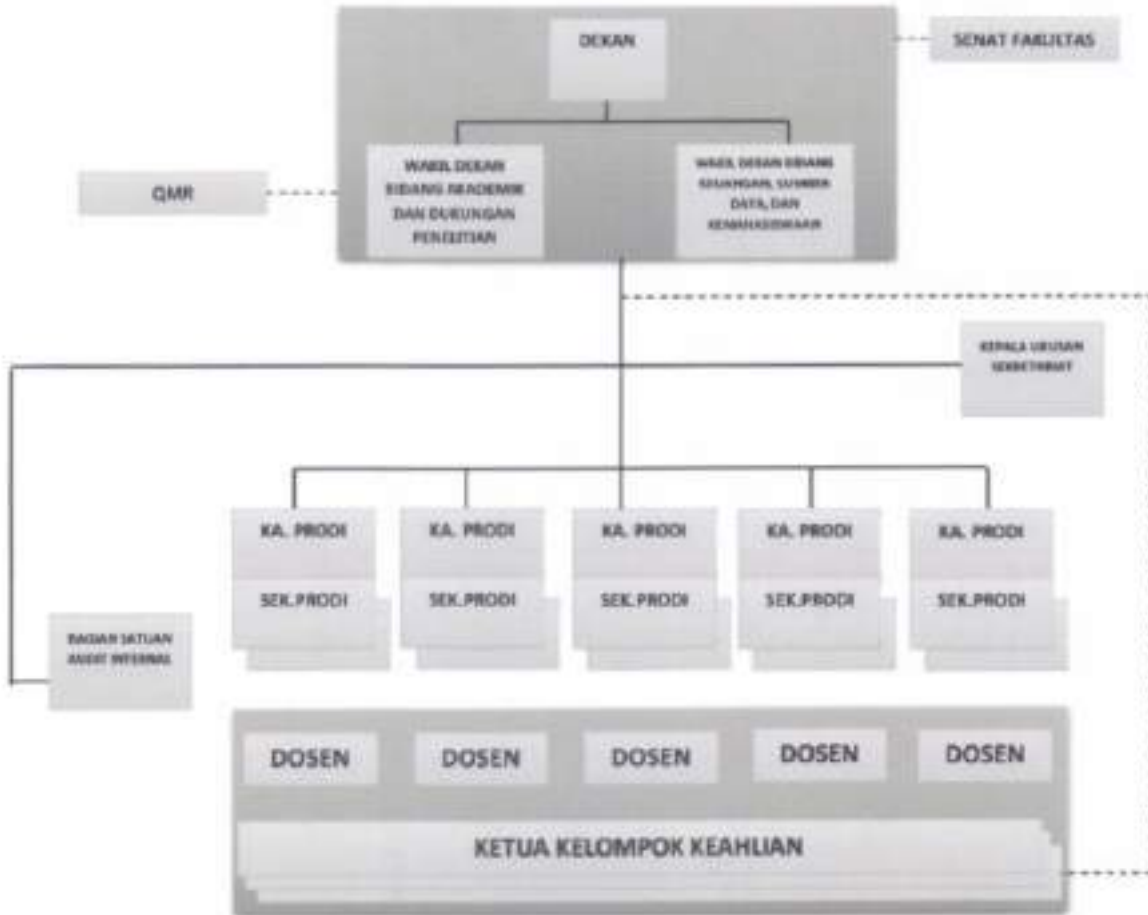 DEKAN
SENAT FAKULTAS
WAKIL DEKAN
BIDANG AKADEMIK
DAN DUKUNGAN
PENELITIAN
WAKIL DEKAN BIDANG
KEUANGAN, SUMBER
DAYA, DAN
KEMAHASISWAAN
QMR
KEPALA URUSAN
SEKRETARIAT
KA. PRODI
KA. PRODI
KA. PRODI
KA. PRODI
KA. PRODI
SEK.PRODI
SEK.PRODI
SEK.PRODI
SEK.PRODI
SEK.PRODI
BAGIAN SATUAN
AUDIT INTERNAL
DOSEN
DOSEN
DOSEN
DOSEN
DOSEN
KETUA KELOMPOK KEAHLIAN